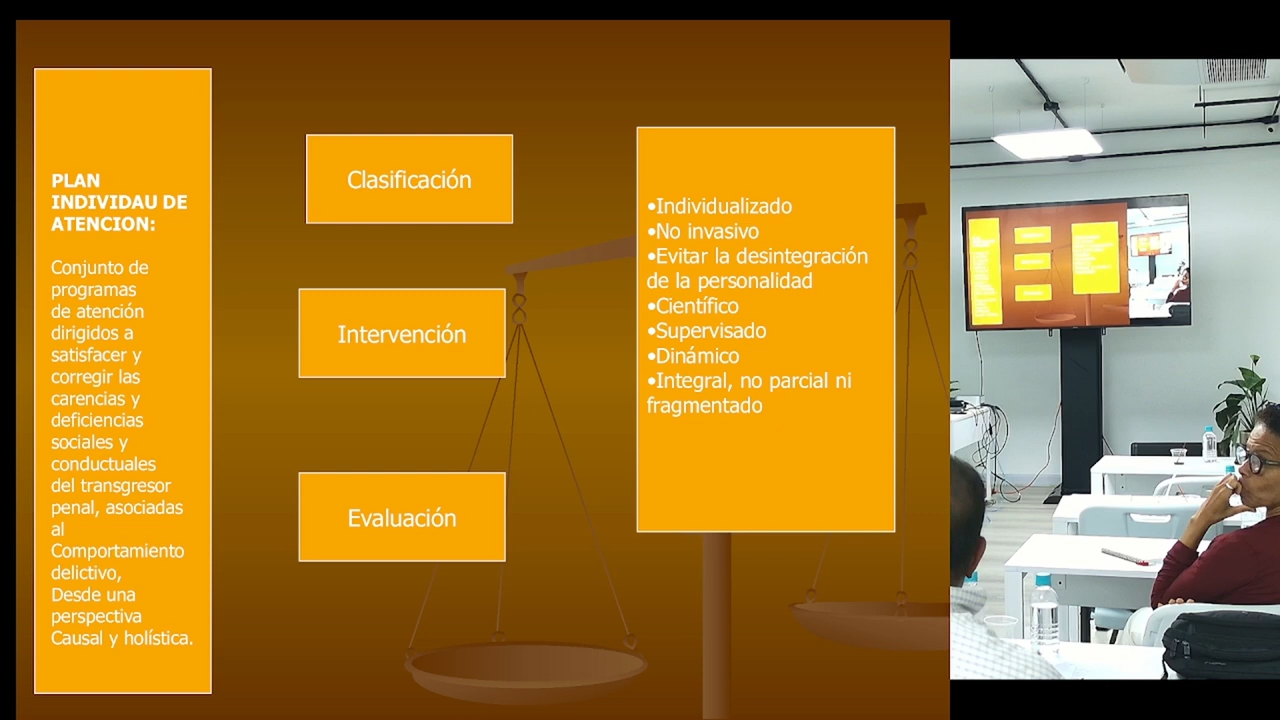 PLAN
INDIVIDAU DE
ATENCION:
Conjunto de
programas
de atención
dirigidos a
satisfacer y
corregir las
carencias y
deficiencias
sociales y
conductuales
del transgresor
penal, asociadas
al
Comportamiento
delictivo,
Desde una
perspectiva
Causal y holística.
Clasificación
Intervención
Evaluación
•Individualizado
•No invasivo
•Evitar la desintegración
de la personalidad
•Científico
•Supervisado
•Dinámico
•Integral, no parcial ni
fragmentado